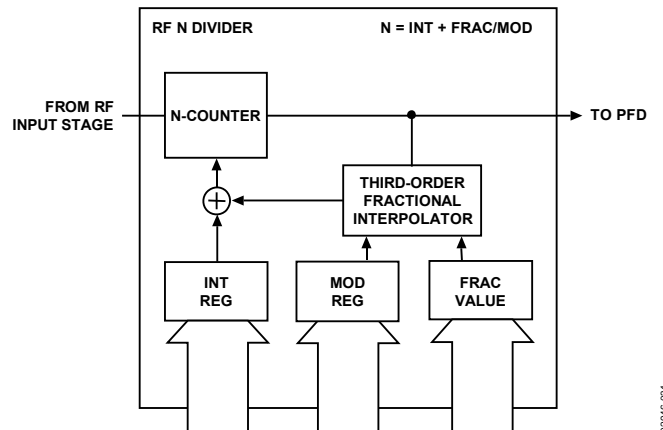 RF N DIVIDER
N = INT + FRAC/MOD
FROM RF
INPUT STAGE
N-COUNTER
TO PFD
THIRD-ORDER
FRACTIONAL
INTERPOLATOR
INT
REG
MOD
REG
FRAC
VALUE